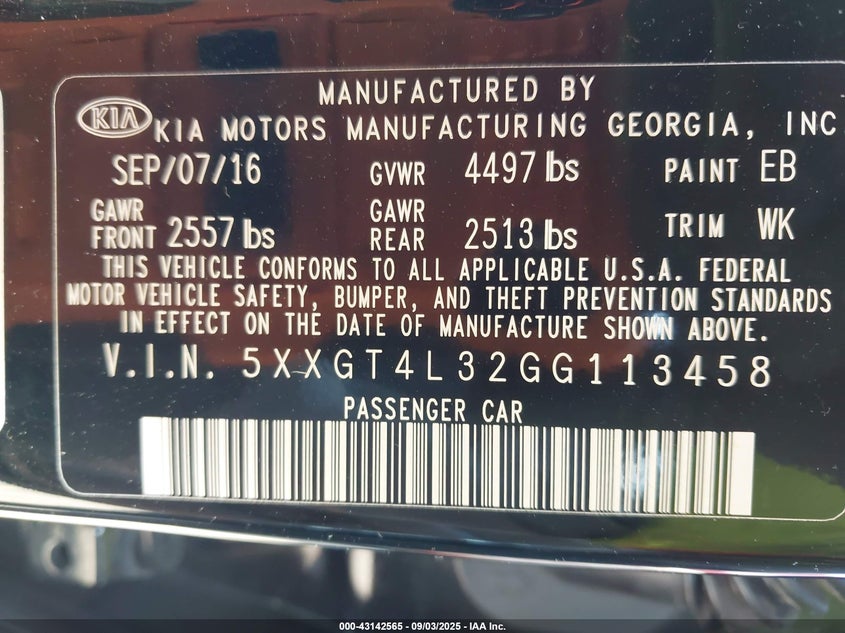 MANUFACTURED BY
KIA KIA MOTORS MANUFACTURING GEORGIA, INC
SEP/07/16 GVWR 4497 lbs PAINT EB
GAWR FRONT 2557 lbs GAWR REAR 2513 lbs TRIM WK
THIS VEHICLE CONFORMS TO ALL APPLICABLE U.S.A. FEDERAL
MOTOR VEHICLE SAFETY, BUMPER, AND THEFT PREVENTION STANDARDS
IN EFFECT ON THE DATE OF MANUFACTURE SHOWN ABOVE.
V.I.N. 5XXGT4L32GG113458
PASSENGER CAR
000-43142565 - 09/03/2025 - IAA Inc.